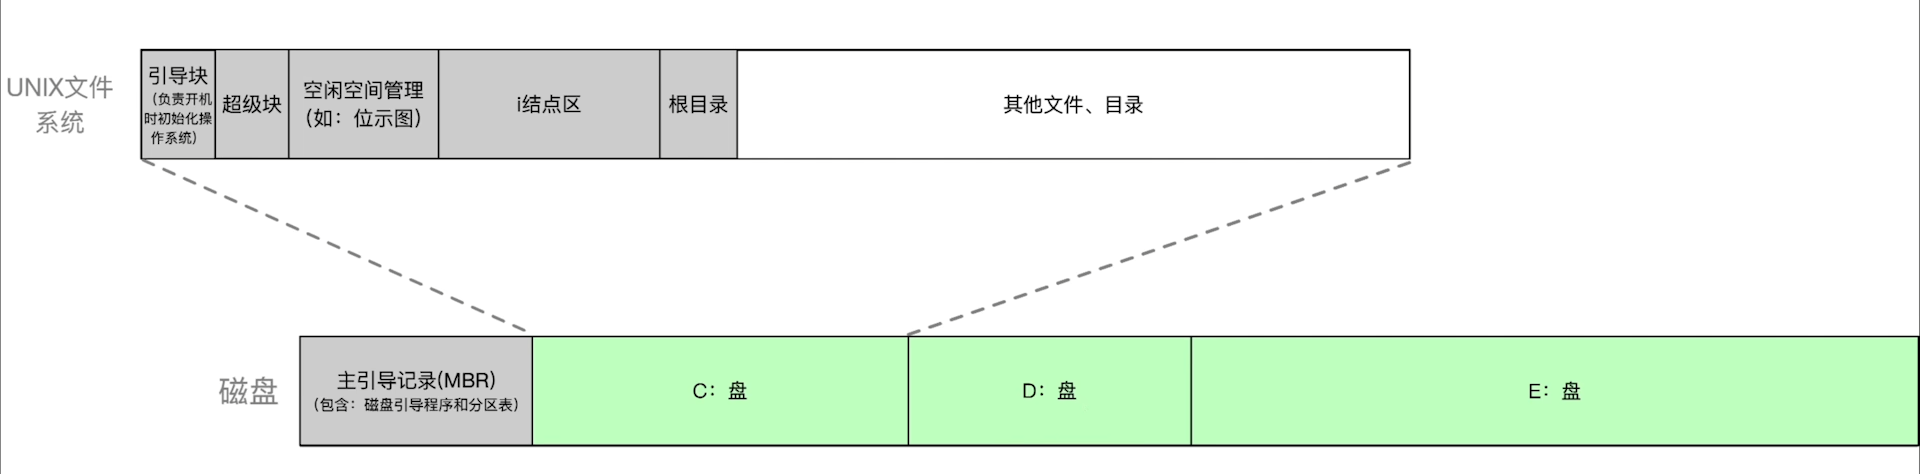 UNIX文件
系统
引导块
（负责开机
时初始化操
作系统）
超级块
空闲空间管理
（如：位示图）
i结点区
根目录
其他文件、目录
磁盘
主引导记录(MBR)
（包含：磁盘引导程序和分区表）
C：盘
D：盘
E：盘